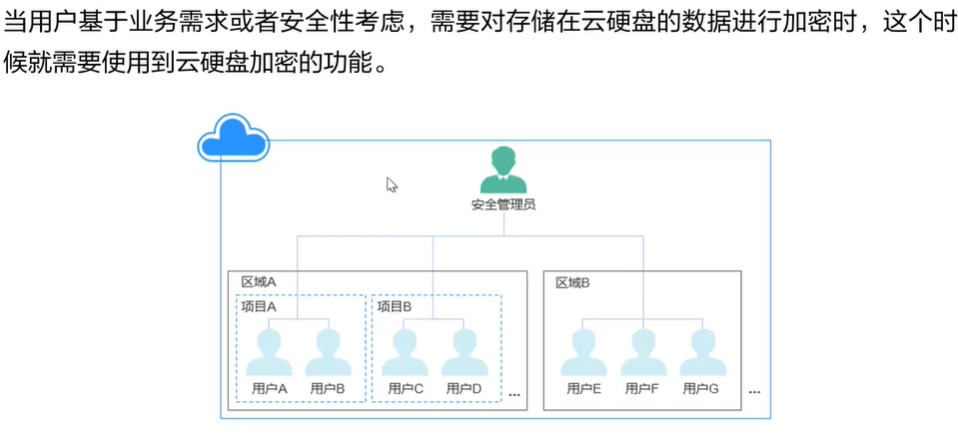 当用户基于业务需求或者安全性考虑，需要对存储在云硬盘的数据进行加密时，这个时
候就需要使用到云硬盘加密的功能。
安全管理员
区域A
区域B
项目A
项目B
用户A
用户B
用户C
用户D
...
用户E
用户F
用户G
...